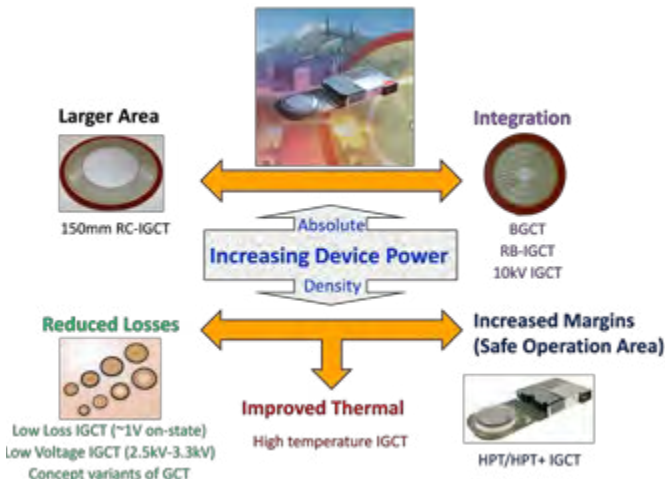 Larger Area
Integration
150mm RC-IGCT
BGCT
RB-IGCT
10kV IGCT
Absolute
Increasing Device Power
Density
Reduced Losses
Increased Margins
(Safe Operation Area)
Improved Thermal
High temperature IGCT
Low Loss IGCT (~1V on-state)
Low Voltage IGCT (2.5kV-3.3kV)
Concept variants of GCT
HPT/HPT+ IGCT